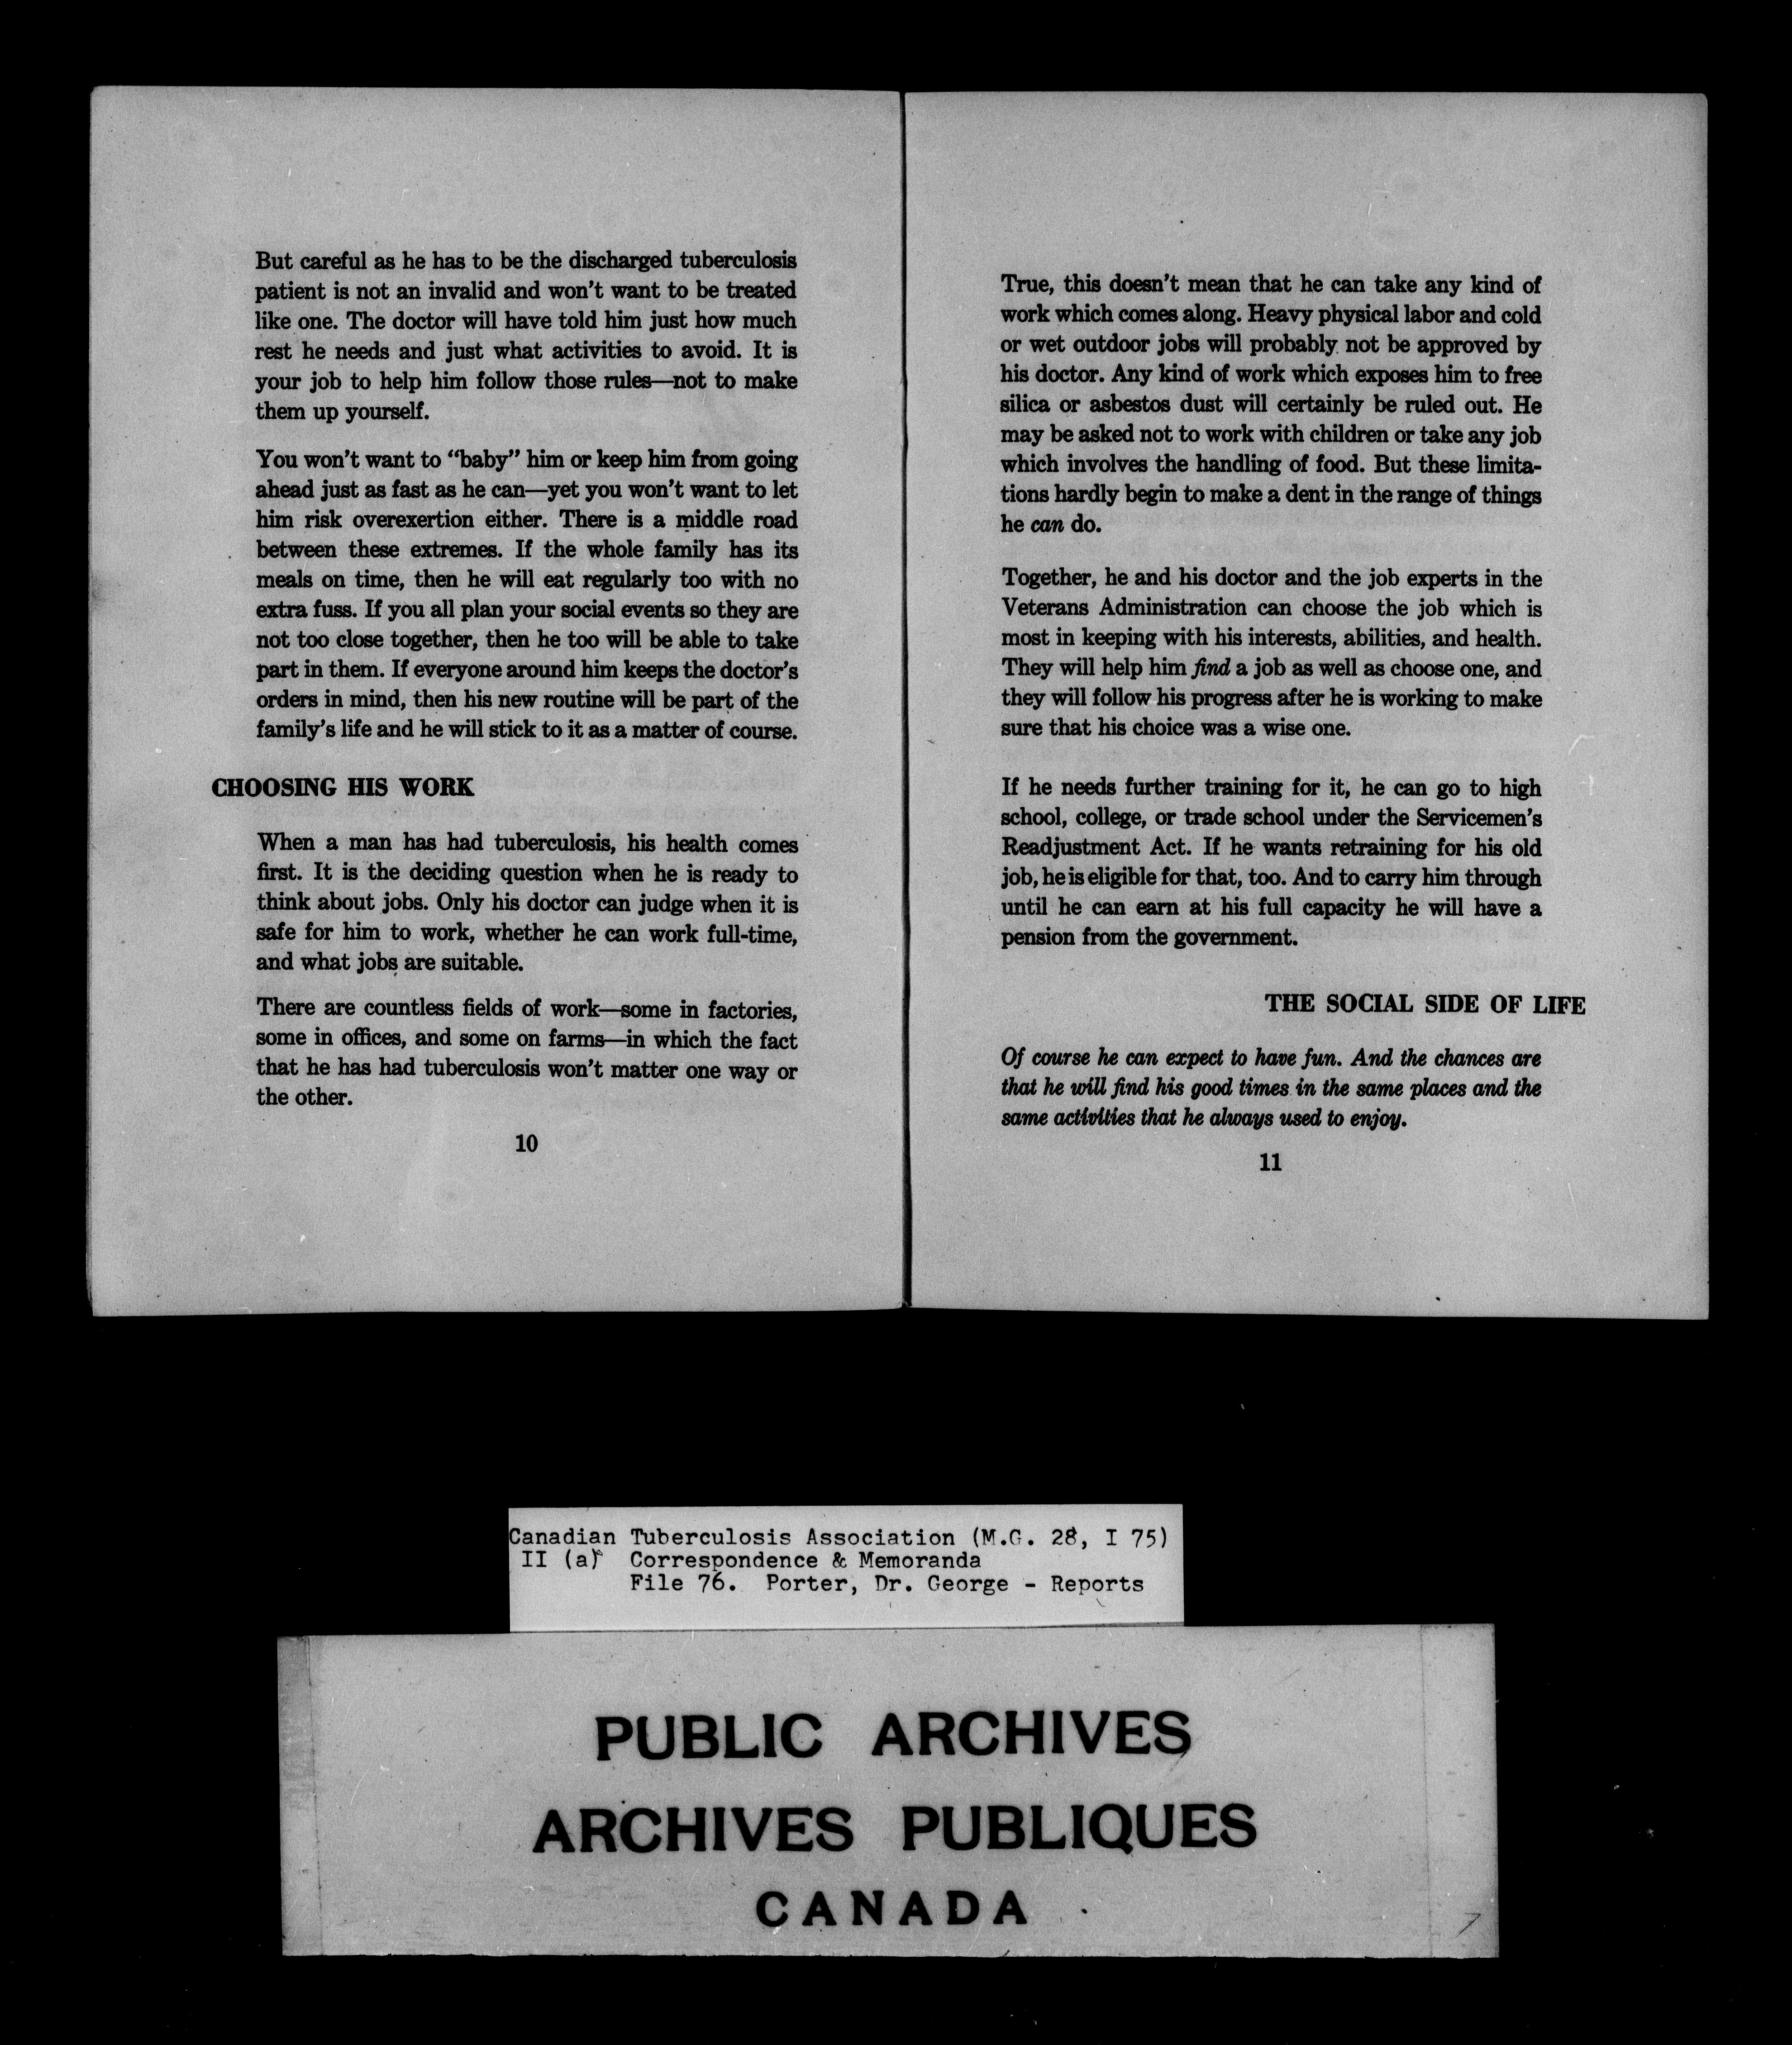 But careful as he has to be the discharged tuberculosis
patient is not an invalid and won't want to be treated
like one. The doctor will have told him just how much
rest he needs and just what activities to avoid. It is
your job to help him follow those rules—not to make
them up yourself.
You won't want to “baby” him or keep him from going
ahead just as fast as he can—yet you won't want to let
him risk overexertion either. There is a middle road
between these extremes. If the whole family has its
meals on time, then he will eat regularly too with no
extra fuss. If you all plan your social events so they are
not too close together, then he too will be able to take
part in them. If everyone around him keeps the doctor's
orders in mind, then his new routine will be part of the
family's life and he will stick to it as a matter of course.
CHOOSING HIS WORK
When a man has had tuberculosis, his health comes
first. It is the deciding question when he is ready to
think about jobs. Only his doctor can judge when it is
safe for him to work, whether he can work full-time,
and what jobs are suitable.
There are countless fields of work—some in factories,
some in offices, and some on farms—in which the fact
that he has had tuberculosis won't matter one way or
the other.
10
True, this doesn't mean that he can take any kind of
work which comes along. Heavy physical labor and cold
or wet outdoor jobs will probably not be approved by
his doctor. Any kind of work which exposes him to free
silica or asbestos dust will certainly be ruled out. He
may be asked not to work with children or take any job
which involves the handling of food. But these limita-
tions hardly begin to make a dent in the range of things
he can do.
Together, he and his doctor and the job experts in the
Veterans Administration can choose the job which is
most in keeping with his interests, abilities, and health.
They will help him find a job as well as choose one, and
they will follow his progress after he is working to make
sure that his choice was a wise one.
If he needs further training for it, he can go to high
school, college, or trade school under the Servicemen's
Readjustment Act. If he wants retraining for his old
job, he is eligible for that, too. And to carry him through
until he can earn at his full capacity he will have a
pension from the government.
THE SOCIAL SIDE OF LIFE
Of course he can expect to have fun. And the chances are
that he will find his good times in the same places and the
same activities that he always used to enjoy.
11
Canadian Tuberculosis Association (M.G. 28, I 75)
II (a) Correspondence & Memoranda
File 76. Porter, Dr. George - Reports
PUBLIC ARCHIVES
ARCHIVES PUBLIQUES
CANADA
7